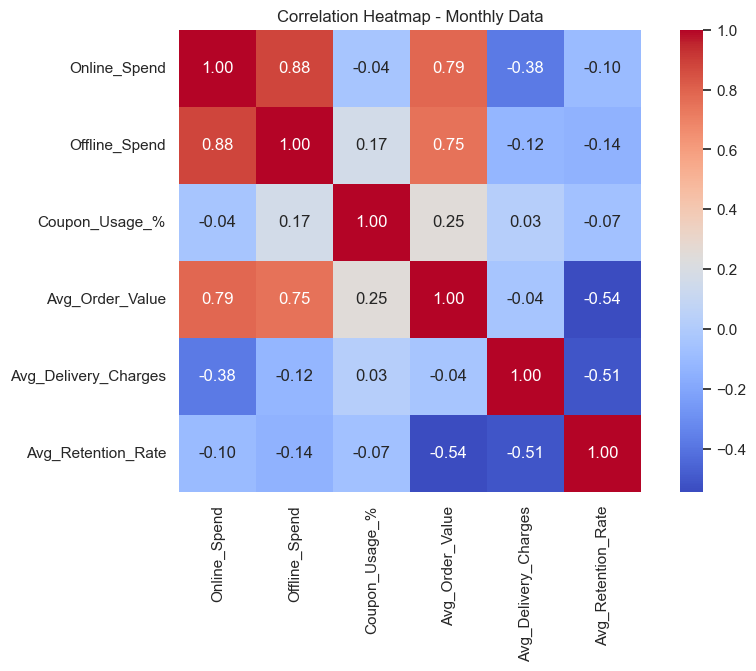 Correlation Heatmap - Monthly Data
Online_Spend 1.00 0.88 -0.04 0.79 -0.38 -0.10
Offline_Spend 0.88 1.00 0.17 0.75 -0.12 -0.14
Coupon_Usage_% -0.04 0.17 1.00 0.25 0.03 -0.07
Avg_Order_Value 0.79 0.75 0.25 1.00 -0.04 -0.54
Avg_Delivery_Charges -0.38 -0.12 0.03 -0.04 1.00 -0.51
Avg_Retention_Rate -0.10 -0.14 -0.07 -0.54 -0.51 1.00
Online_Spend
Offline_Spend
Coupon_Usage_%
Avg_Order_Value
Avg_Delivery_Charges
Avg_Retention_Rate
1.0
0.8
0.6
0.4
0.2
0.0
−0.2
−0.4